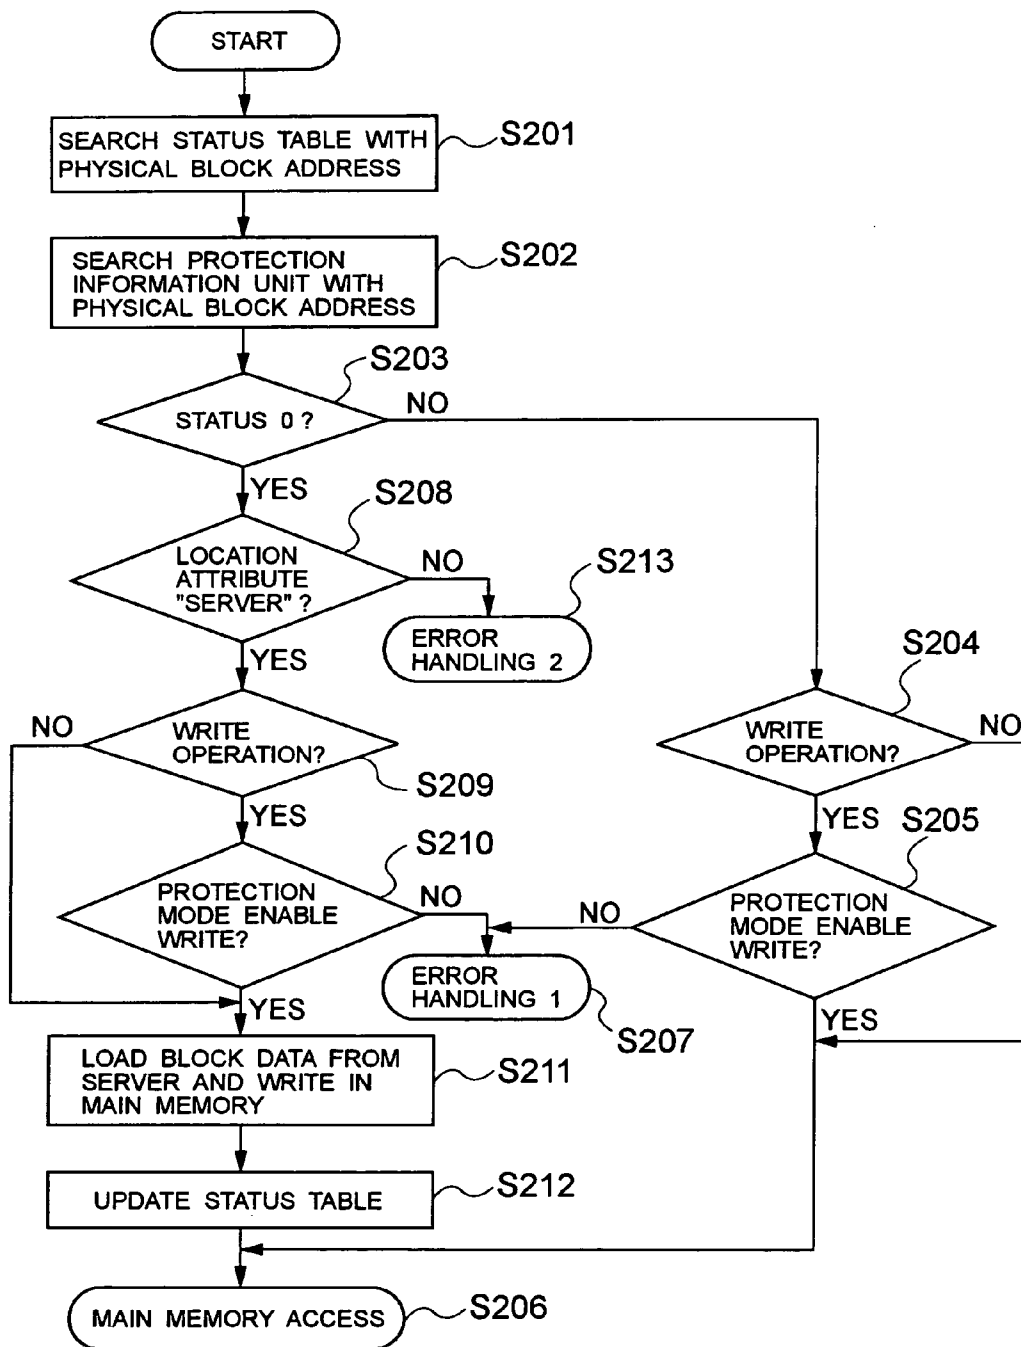 START
SEARCH STATUS TABLE WITH
PHYSICAL BLOCK ADDRESS
S201
SEARCH PROTECTION
INFORMATION UNIT WITH
PHYSICAL BLOCK ADDRESS
S202
S203
STATUS 0 ?
NO
YES
S208
LOCATION
ATTRIBUTE
"SERVER" ?
NO
S213
ERROR
HANDLING 2
YES
S204
NO
WRITE
OPERATION?
S209
WRITE
OPERATION?
NO
YES
YES
S205
S210
PROTECTION
MODE ENABLE
WRITE?
NO
NO
PROTECTION
MODE ENABLE
WRITE?
ERROR
HANDLING 1
S207
YES
YES
LOAD BLOCK DATA FROM
SERVER AND WRITE IN
MAIN MEMORY
S211
UPDATE STATUS TABLE
S212
MAIN MEMORY ACCESS
S206